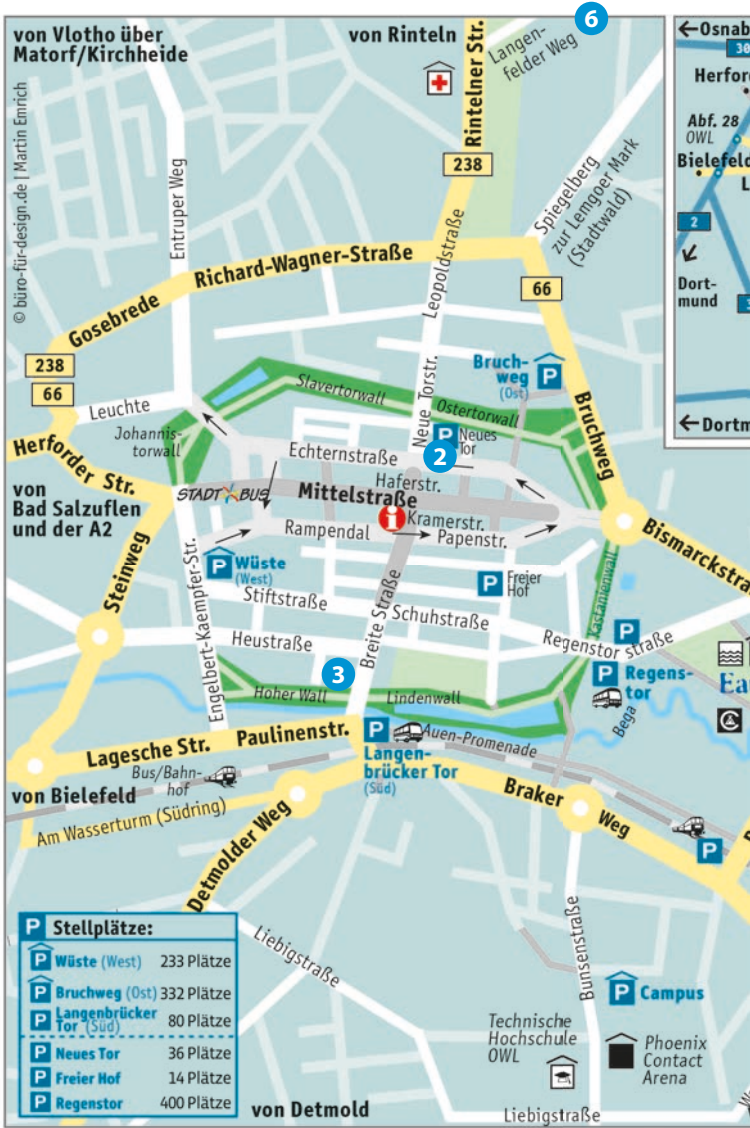 6
von Vlotho über
Matorf/Kirchheide
von Rinteln
Rintelner Str.
Langen-
felder Weg
© büro-für-design.de | Martin Emrich
238
Entruper Weg
Spiegelberg
zur Lemgoer Mark
(Stadtwald)
Richard-Wagner-Straße
Leopoldstraße
Gosebrede
66
238
66
Bruch-
weg
(Ost)
P
Leuchte
Slavertorwall
Neue Torstr.
Ostertorwall
Bruchweg
Johannis-
torwall
P
Neues
Tor
2
Echternstraße
Herforder Str.
Haferstr.
STADT BUS
Mittelstraße
von
Bad Salzuflen
und der A2
i
Kramerstr.
Rampendal
Papenstr.
Bismarckstra
P
Wüste
(West)
Steinweg
P
Freier
Hof
Kastanienwall
Stiftstraße
Schuhstraße
Engelbert-Kaempfer-Str.
Breite Straße
P
Heustraße
Regenstor straße
3
P
Regens-
tor
Hoher Wall
Lindenwall
Bega
Ea
Lagesche Str.
Paulinenstr.
P
Auen-Promenade
Langen-
brücker Tor
(Süd)
Bus/Bahn-
hof
von Bielefeld
Braker Weg
Am Wasserturm (Südring)
P
Detmolder Weg
P Stellplätze:
P Wüste (West) 233 Plätze
P Bruchweg (Ost) 332 Plätze
P Langenbrücker
Tor (Süd) 80 Plätze
P Neues Tor 36 Plätze
P Freier Hof 14 Plätze
P Regenstor 400 Plätze
Liebigstraße
Bunsenstraße
P Campus
Technische
Hochschule
OWL
Phoenix
Contact
Arena
von Detmold
Liebigstraße
←Osnab
30
Herford
Abf. 28
OWL
Bielefeld
L
2
Dort-
mund
3
←Dortm